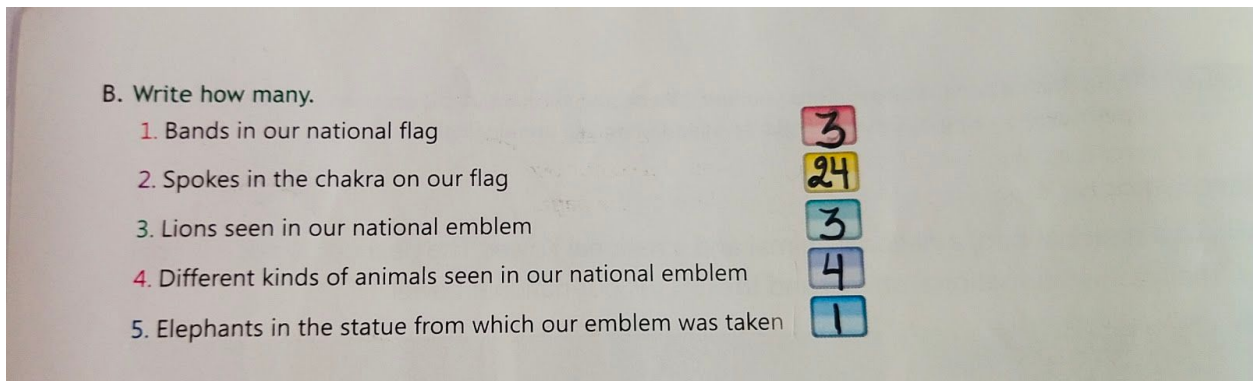 B. Write how many.
1. Bands in our national flag 3
2. Spokes in the chakra on our flag 24
3. Lions seen in our national emblem 3
4. Different kinds of animals seen in our national emblem 4
5. Elephants in the statue from which our emblem was taken 1